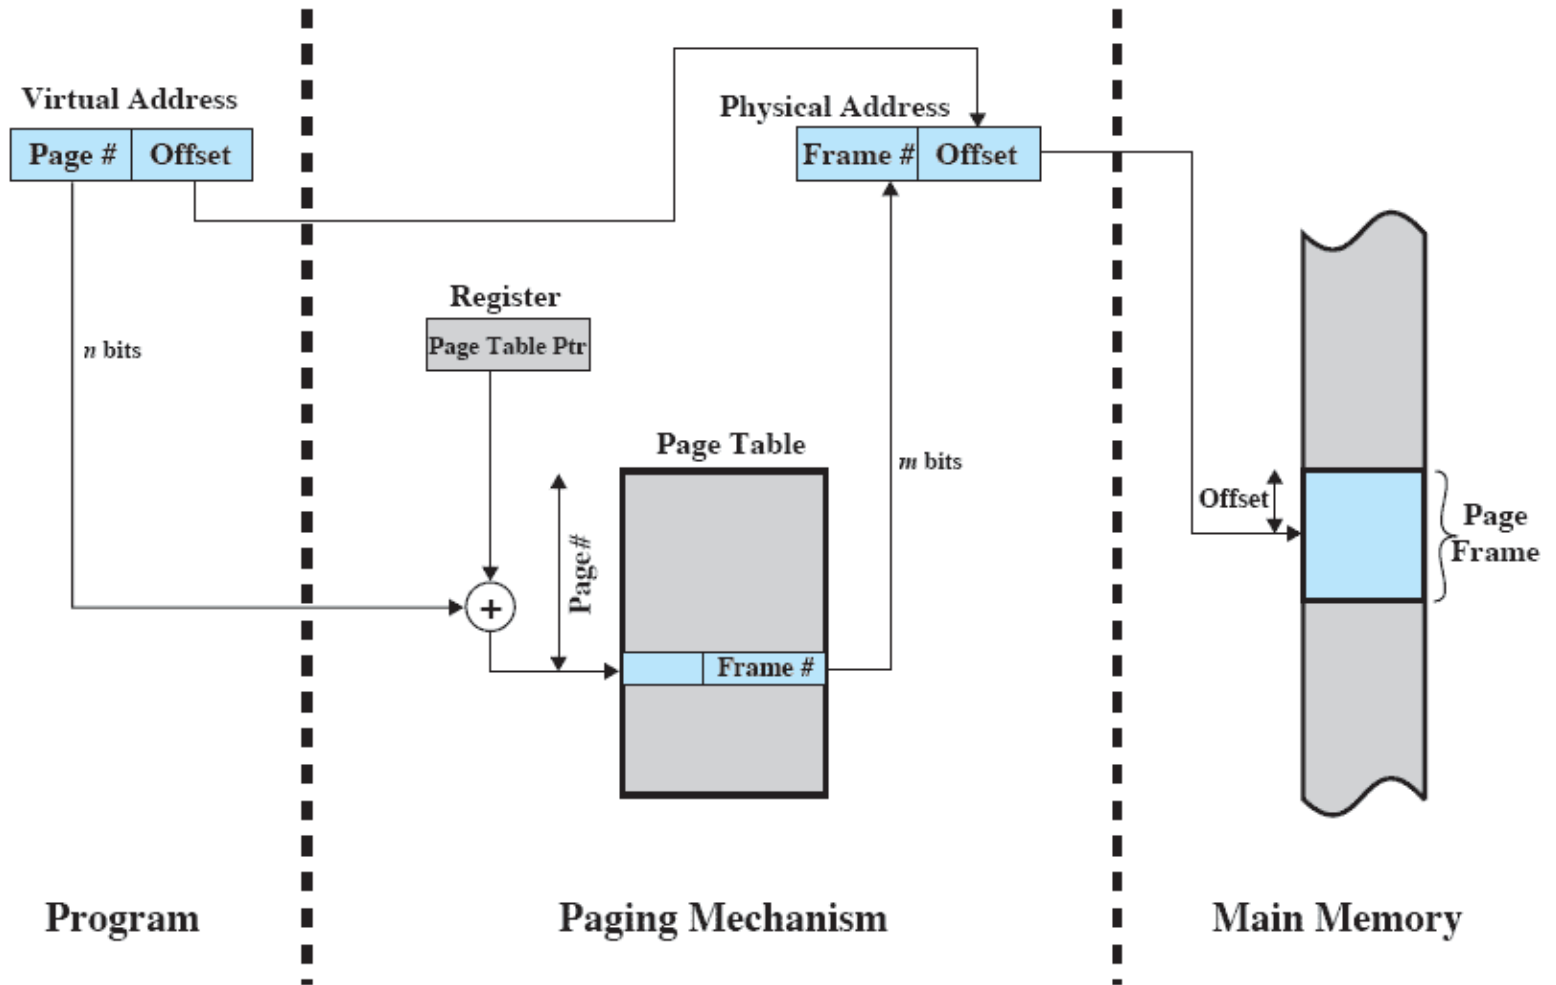 Virtual Address
Page # Offset
Physical Address
Frame # Offset
n bits
Register
Page Table Ptr
Page Table
m bits
Page#
Frame #
+
Offset
Page
Frame
Program
Paging Mechanism
Main Memory